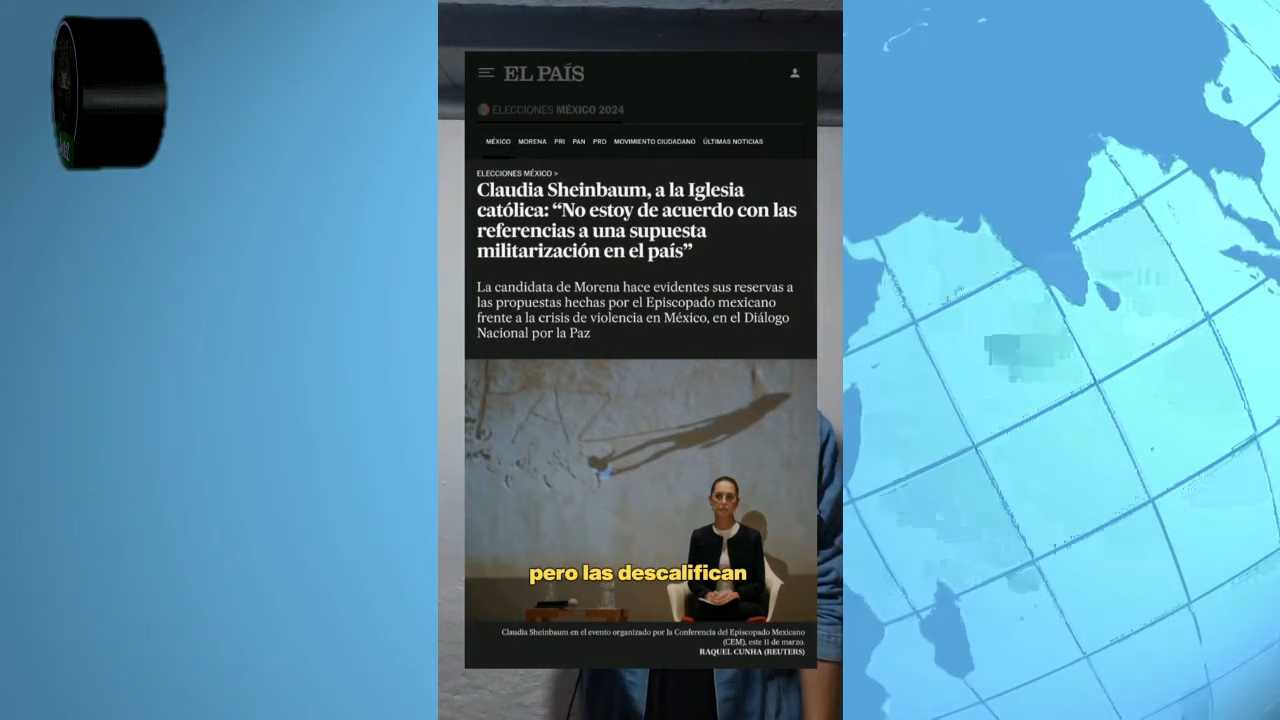 EL PAÍS
ELECCIONES MÉXICO 2024
MÉXICO MORENA PRI PAN PRD MOVIMIENTO CIUDADANO ÚLTIMAS NOTICIAS
ELECCIONES MÉXICO >
Claudia Sheinbaum, a la Iglesia
católica: “No estoy de acuerdo con las
referencias a una supuesta
militarización en el país”
La candidata de Morena hace evidentes sus reservas a
las propuestas hechas por el Episcopado mexicano
frente a la crisis de violencia en México, en el Diálogo
Nacional por la Paz
PAZ
pero las descalifican
Claudia Sheinbaum en el evento organizado por la Conferencia del Episcopado Mexicano
(CEM), este 11 de marzo.
RAQUEL CUNHA (REUTERS)